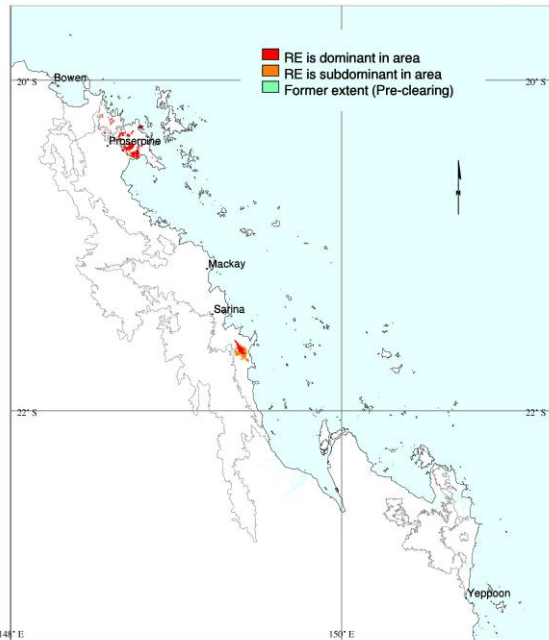 RE is dominant in area
RE is subdominant in area
Former extent (Pre-clearing)
20° S
Bowen
Proserpine
N
Mackay
Sarina
22° S
22° S
Yeppoon
148° E
150° E